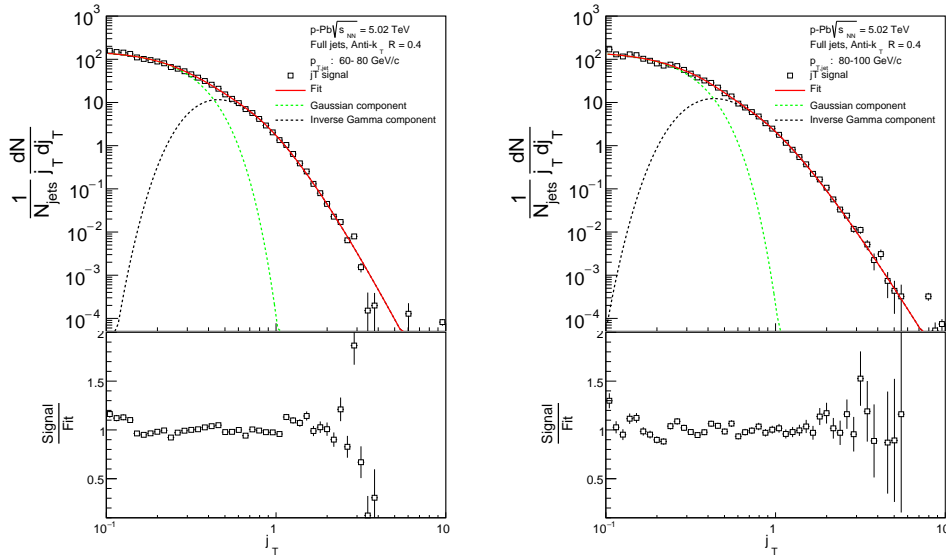 p-Pb√s_NN = 5.02 TeV
Full jets, Anti-k_T R = 0.4
p_T,jet : 60- 80 GeV/c
jT signal
Fit
Gaussian component
Inverse Gamma component
1/N_jets dN/j_T dj_T
10^3
10^2
10
1
10^-1
10^-2
10^-3
10^-4
2
1.5
1
0.5
Signal
Fit
10^-1 1 10
j_T
p-Pb√s_NN = 5.02 TeV
Full jets, Anti-k_T R = 0.4
p_T,jet : 80-100 GeV/c
jT signal
Fit
Gaussian component
Inverse Gamma component
1/N_jets dN/j_T dj_T
10^3
10^2
10
1
10^-1
10^-2
10^-3
10^-4
2
1.5
1
0.5
Signal
Fit
10^-1 1 10
j_T